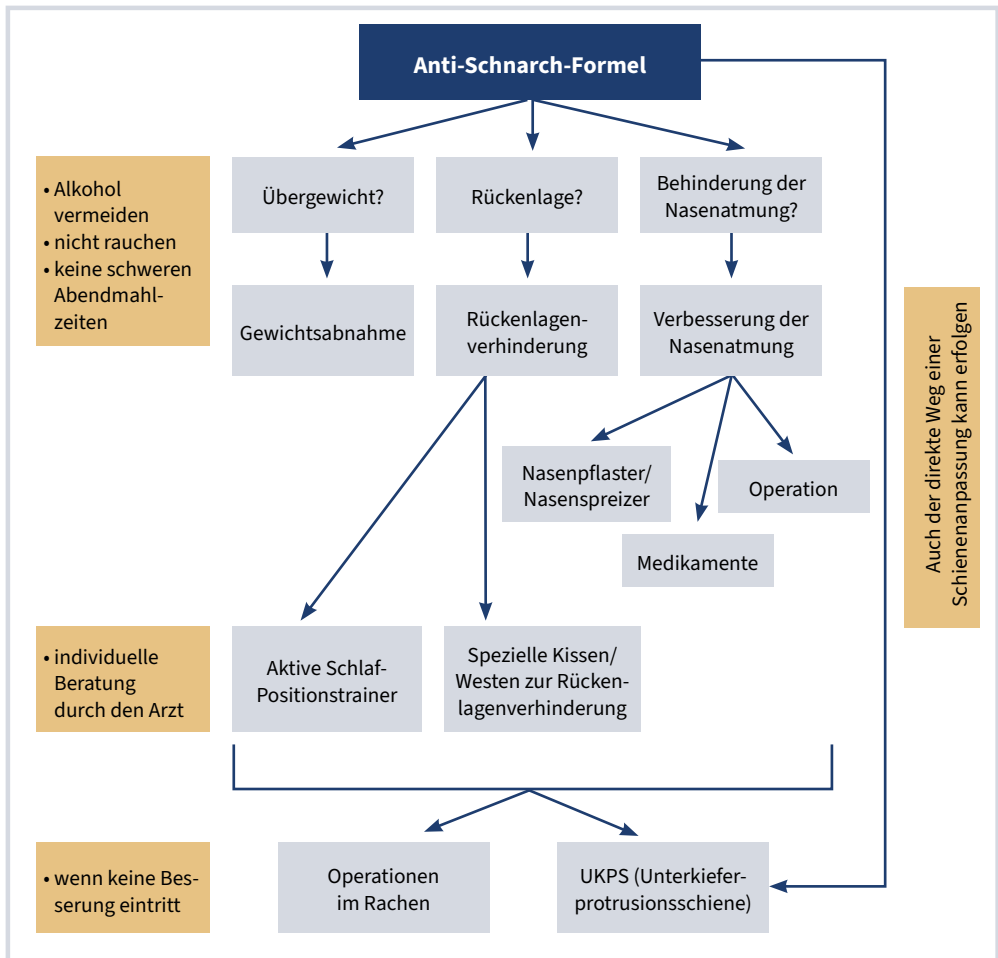 Anti-Schnarch-Formel
• Alkohol
vermeiden
• nicht rauchen
• keine schweren
Abendmahl-
zeiten
Übergewicht?
Rückenlage?
Behinderung der
Nasenatmung?
Gewichtsabnahme
Rückenlagen-
verhinderung
Verbesserung der
Nasenatmung
Auch der direkte Weg einer
Schienenanpassung kann erfolgen
Nasenpflaster/
Nasenspreizer
Operation
Medikamente
• individuelle
Beratung
durch den Arzt
Aktive Schlaf-
Positionstrainer
Spezielle Kissen/
Westen zur Rücken-
lagenverhinderung
• wenn keine Bes-
serung eintritt
Operationen
im Rachen
UKPS (Unterkiefer-
protrusionsschiene)